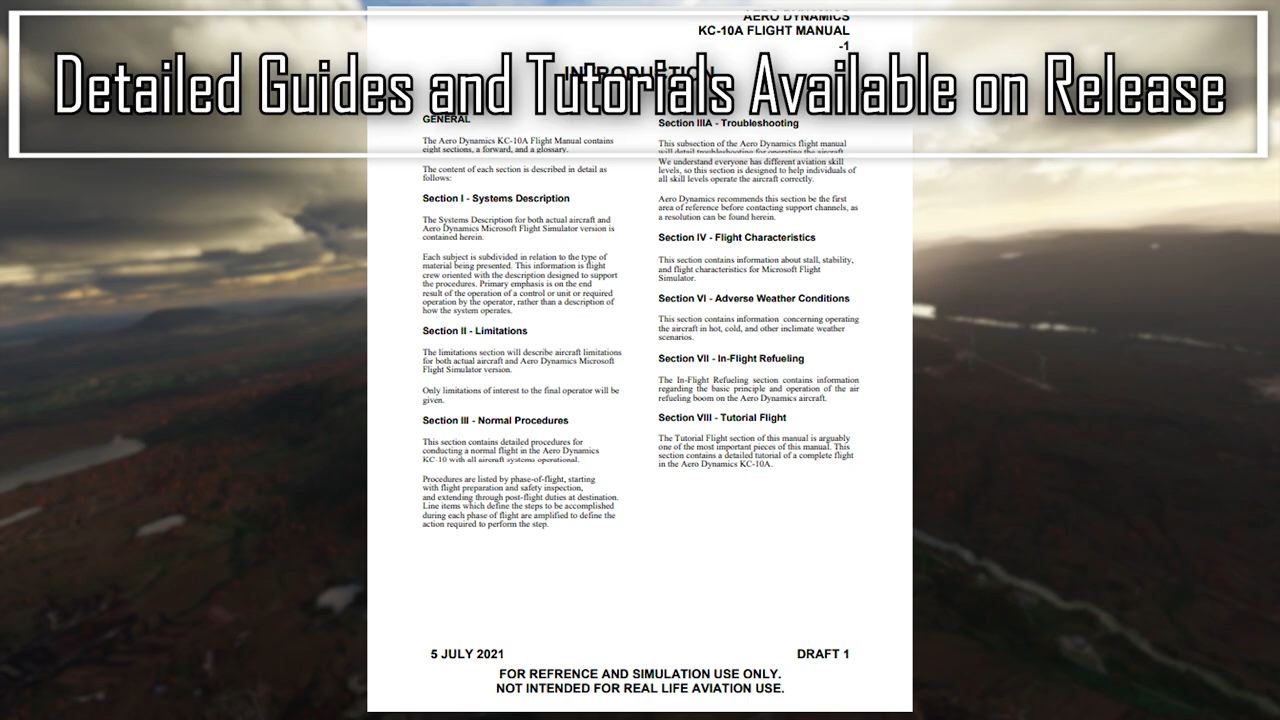 AERO DYNAMICS
KC-10A FLIGHT MANUAL
-1
INTRODUCTION
Detailed Guides and Tutorials Available on Release
GENERAL
The Aero Dynamics KC-10A Flight Manual contains
eight sections, a forward, and a glossary.
The content of each section is described in detail as
follows:
Section I - Systems Description
The Systems Description for both actual aircraft and
Aero Dynamics Microsoft Flight Simulator version is
contained herein.
Each subject is subdivided in relation to the type of
material being presented. This information is flight
crew oriented with the description designed to support
the procedures. Primary emphasis is on the end
result of the operation of a control or unit or required
operation by the operator, rather than a description of
how the system operates.
Section II - Limitations
The limitations section will describe aircraft limitations
for both actual aircraft and Aero Dynamics Microsoft
Flight Simulator version.
Only limitations of interest to the final operator will be
given.
Section III - Normal Procedures
This section contains detailed procedures for
conducting a normal flight in the Aero Dynamics
KC-10 with all aircraft systems operational.
Procedures are listed by phase-of-flight, starting
with flight preparation and safety inspection,
and extending through post-flight duties at destination.
Line items which define the steps to be accomplished
during each phase of flight are amplified to define the
action required to perform the step.
Section IIIA - Troubleshooting
This subsection of the Aero Dynamics flight manual
will detail troubleshooting for operating the aircraft.
We understand everyone has different aviation skill
levels, so this section is designed to help individuals of
all skill levels operate the aircraft correctly.
Aero Dynamics recommends this section be the first
area of reference before contacting support channels, as
a resolution can be found herein.
Section IV - Flight Characteristics
This section contains information about stall, stability,
and flight characteristics for Microsoft Flight
Simulator.
Section VI - Adverse Weather Conditions
This section contains information concerning operating
the aircraft in hot, cold, and other inclimate weather
scenarios.
Section VII - In-Flight Refueling
The In-Flight Refueling section contains information
regarding the basic principle and operation of the air
refueling boom on the Aero Dynamics aircraft.
Section VIII - Tutorial Flight
The Tutorial Flight section of this manual is arguably
one of the most important pieces of this manual. This
section contains a detailed tutorial of a complete flight
in the Aero Dynamics KC-10A.
5 JULY 2021
DRAFT 1
FOR REFRENCE AND SIMULATION USE ONLY.
NOT INTENDED FOR REAL LIFE AVIATION USE.